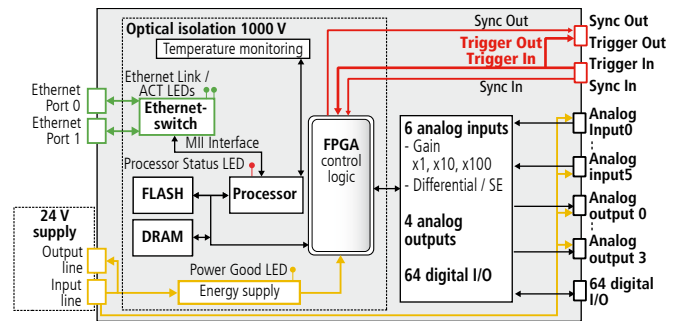 Optical isolation 1000 V
Temperature monitoring
Sync Out
Sync Out
Trigger Out
Trigger Out
Trigger In
Trigger In
Sync In
Sync In
Ethernet Link /
ACT LEDs
Ethernet
Port 0
Ethernet
Port 1
Ethernet-
switch
MII Interface
Processor Status LED
FLASH
Processor
DRAM
FPGA
control
logic
6 analog inputs
- Gain
x1, x10, x100
- Differential / SE
4 analog
outputs
64 digital I/O
Analog
Input0
Analog
input5
Analog
output 0
Analog
output 3
64 digital
I/O
24 V
supply
Output
line
Input
line
Power Good LED
Energy supply